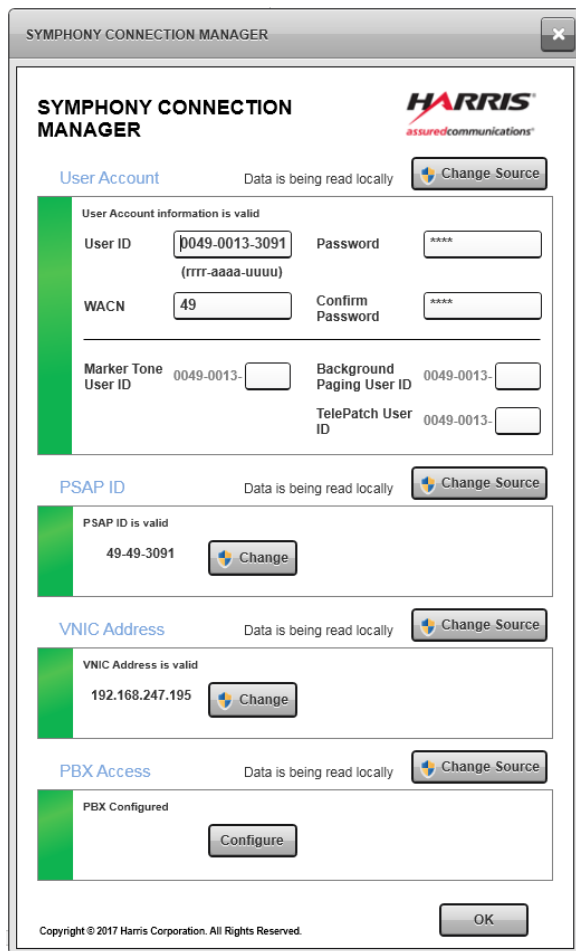 SYMPHONY CONNECTION MANAGER
SYMPHONY CONNECTION
MANAGER
HARRIS®
assuredcommunications®
User Account Data is being read locally Change Source
User Account information is valid
User ID 0049-0013-3091 Password ****
(rrrr-aaaa-uuuu)
WACN 49 Confirm
Password ****
Marker Tone
User ID 0049-0013- Background
Paging User ID 0049-0013-
TelePatch User
ID 0049-0013-
PSAP ID Data is being read locally Change Source
PSAP ID is valid
49-49-3091 Change
VNIC Address Data is being read locally Change Source
VNIC Address is valid
192.168.247.195 Change
PBX Access Data is being read locally Change Source
PBX Configured
Configure
OK
Copyright © 2017 Harris Corporation. All Rights Reserved.